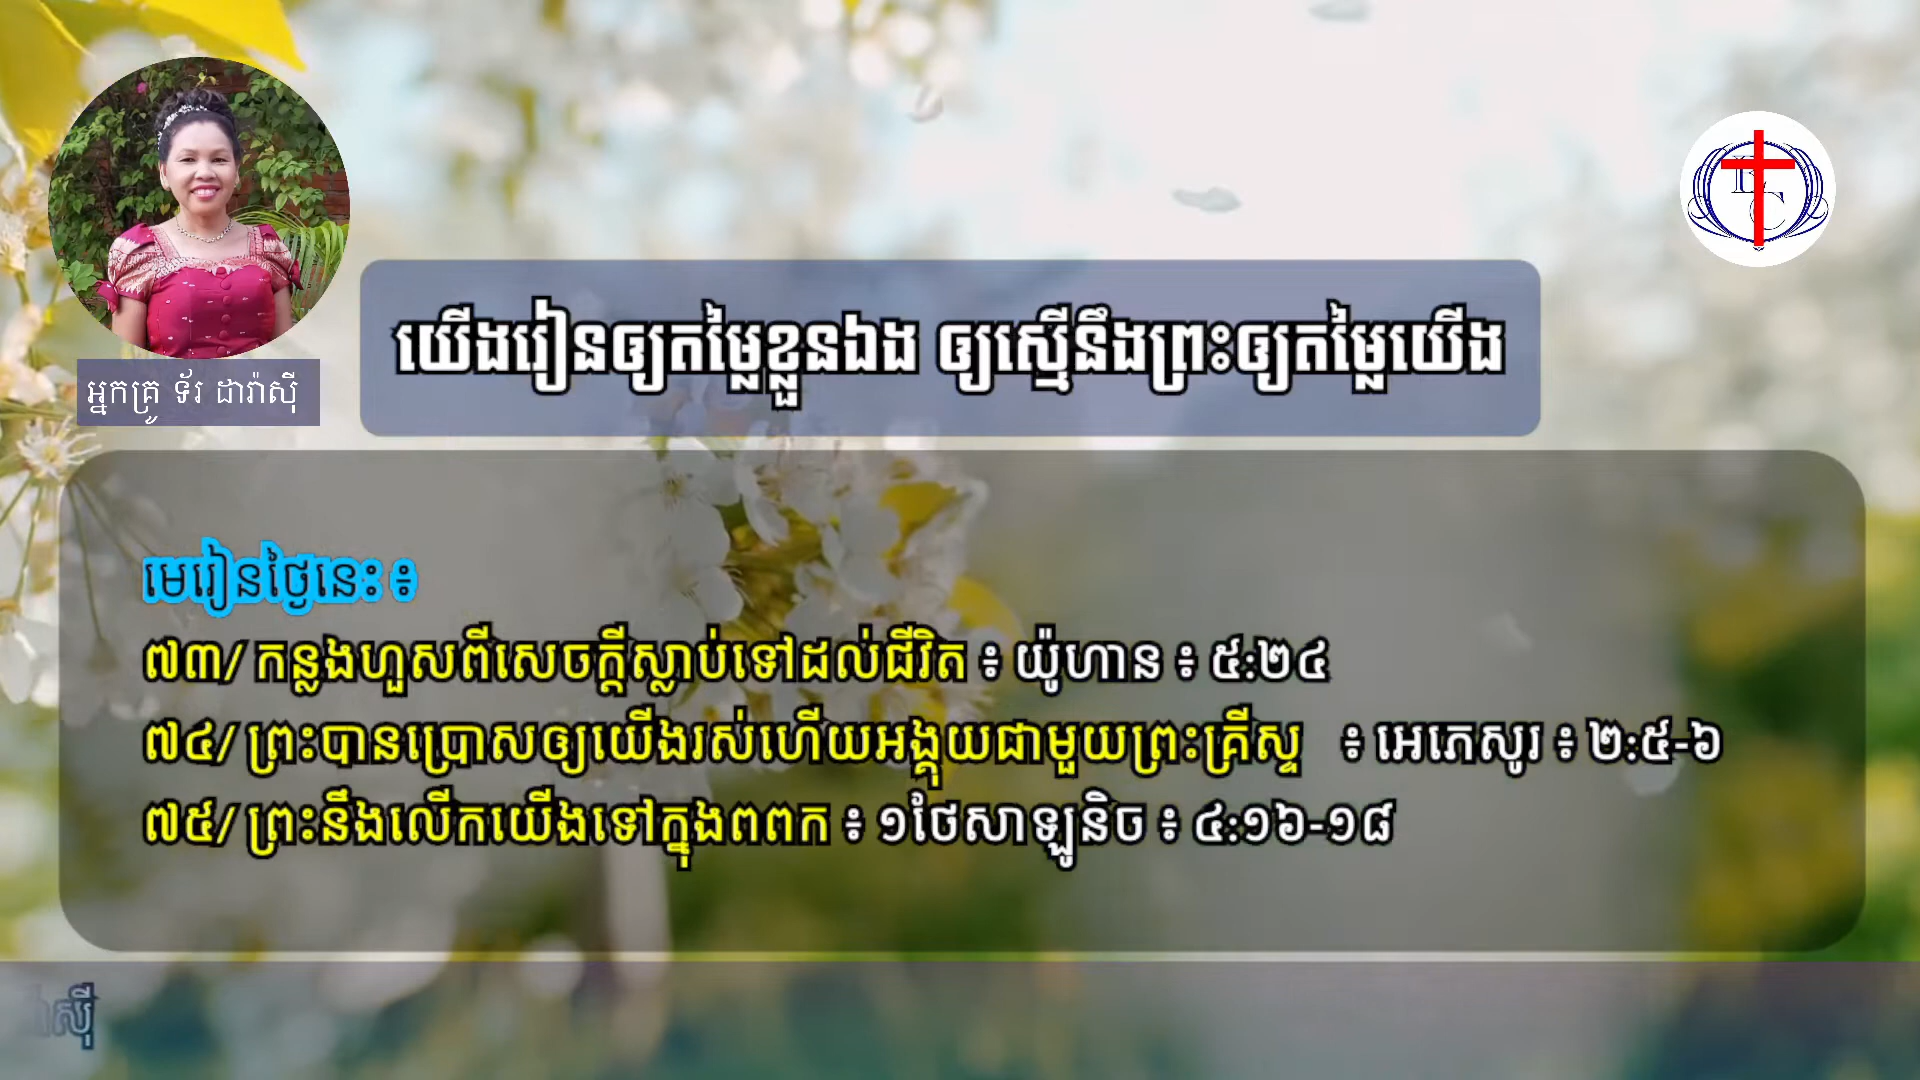 អ្នកគ្រូ ទ័រ ដារ៉ាស៊ី
យើងរៀនឲ្យតម្លៃខ្លួនឯង ឲ្យស្មើនឹងព្រះឲ្យតម្លៃយើង
មេរៀនថ្ងៃនេះ ៖
៧៣/ កន្លងហួសពីសេចក្ដីស្លាប់ទៅដល់ជីវិត ៖ យ៉ូហាន ៖ ៥:២៤
៧៤/ ព្រះបានប្រោសឲ្យយើងរស់ហើយអង្គុយជាមួយព្រះគ្រីស្ទ ៖ អេភេសូរ ៖ ២:៥-៦
៧៥/ ព្រះនឹងលើកយើងទៅក្នុងពពក ៖ ១ថែសាឡូនិច ៖ ៤:១៦-១៨